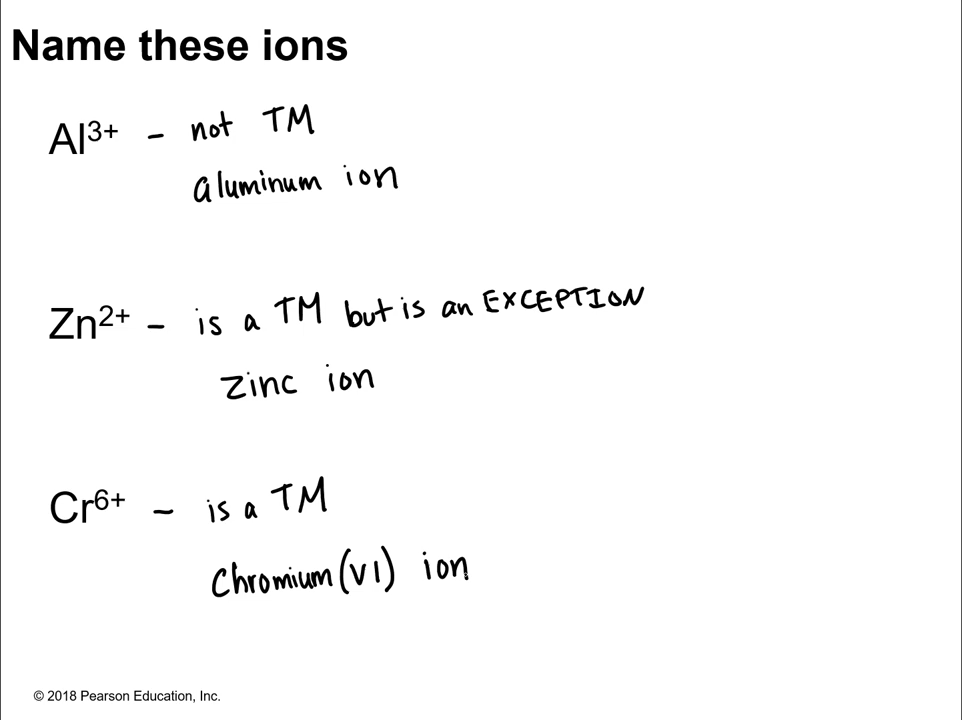 Name these ions
Al³⁺ - not TM
aluminum ion
Zn²⁺ - is a TM but is an EXCEPTION
zinc ion
Cr⁶⁺ - is a TM
Chromium(VI) ion
© 2018 Pearson Education, Inc.